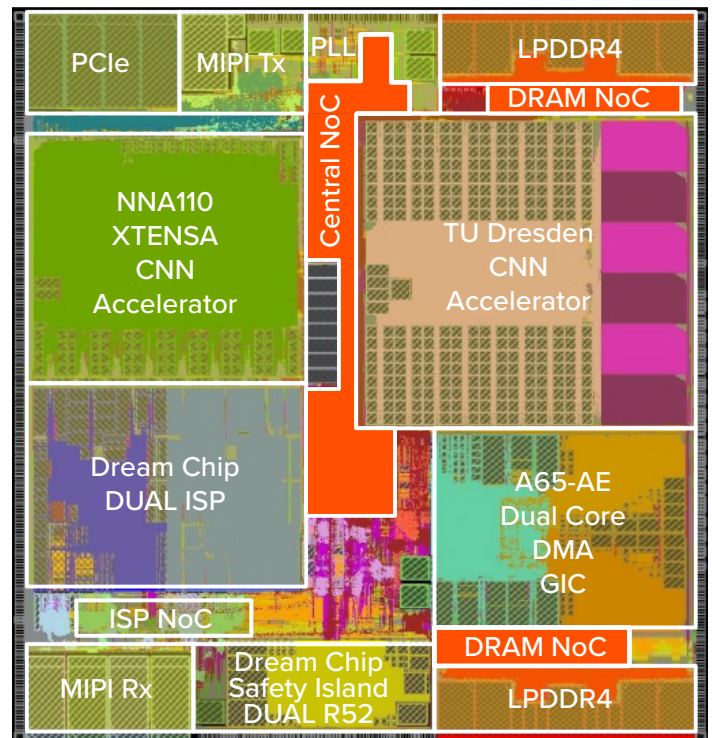 PCIe
MIPI Tx
PLL
LPDDR4
DRAM NoC
Central NoC
NNA110
XTENSA
CNN
Accelerator
TU Dresden
CNN
Accelerator
Dream Chip
DUAL ISP
A65-AE
Dual Core
DMA
GIC
ISP NoC
DRAM NoC
MIPI Rx
Dream Chip
Safety Island
DUAL R52
LPDDR4